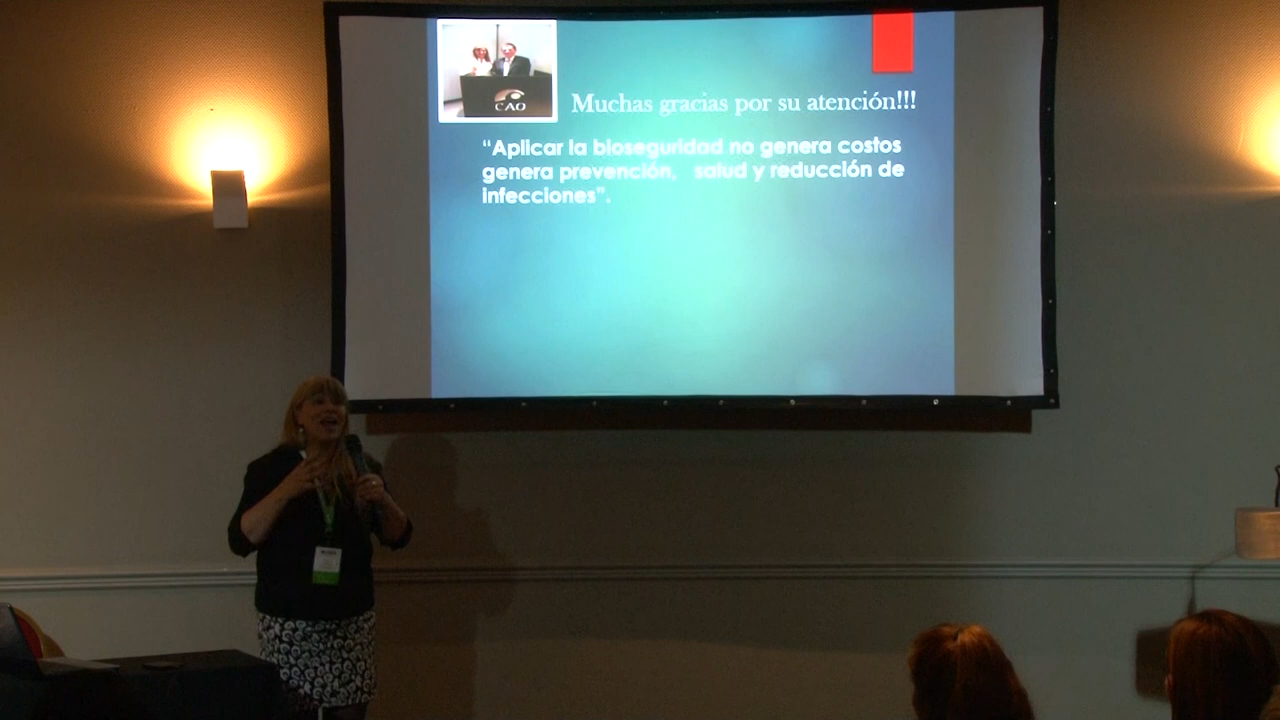 CAO
Muchas gracias por su atención!!!
“Aplicar la bioseguridad no genera costos
genera prevención, salud y reducción de
infecciones”.